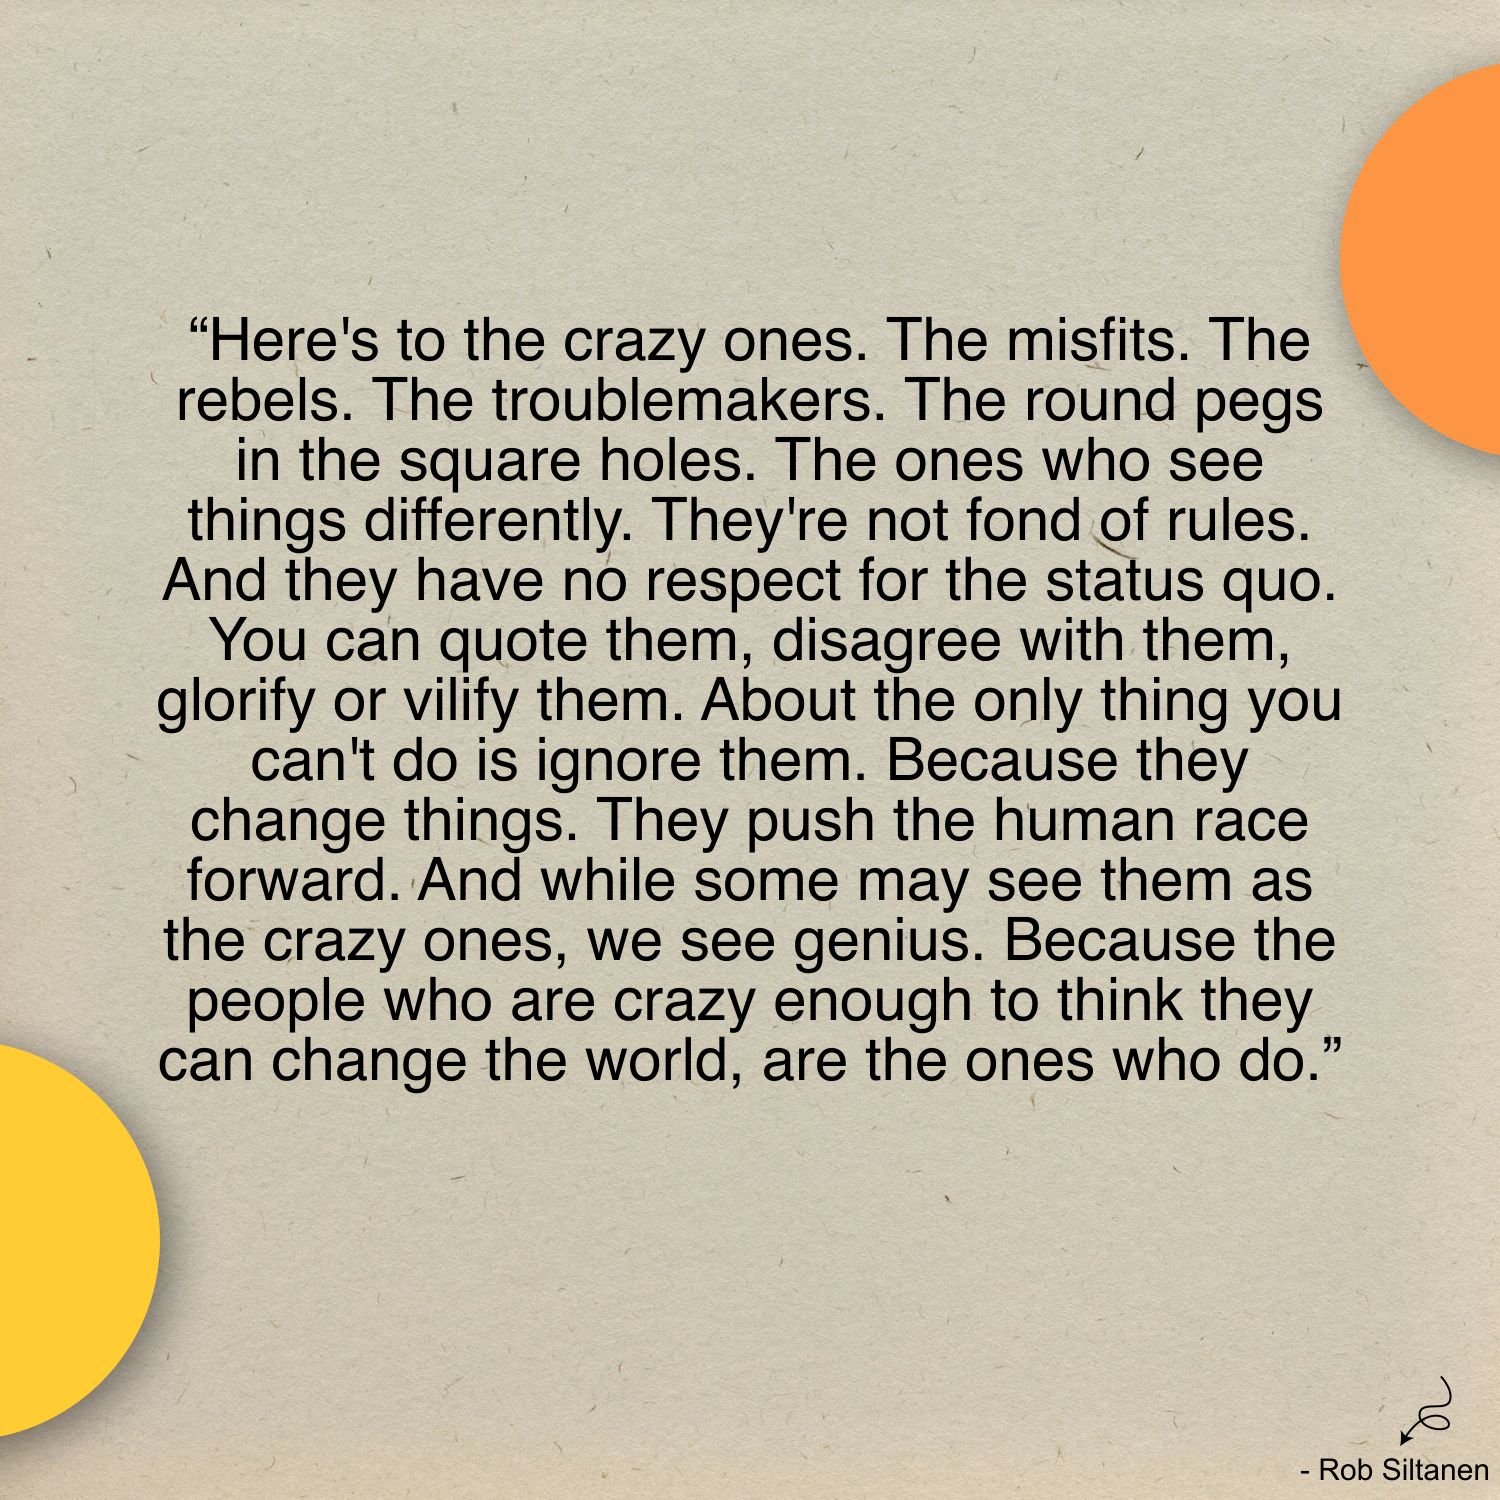 “Here's to the crazy ones. The misfits. The
rebels. The troublemakers. The round pegs
in the square holes. The ones who see
things differently. They're not fond of rules.
And they have no respect for the status quo.
You can quote them, disagree with them,
glorify or vilify them. About the only thing you
can't do is ignore them. Because they
change things. They push the human race
forward. And while some may see them as
the crazy ones, we see genius. Because the
people who are crazy enough to think they
can change the world, are the ones who do.”
- Rob Siltanen